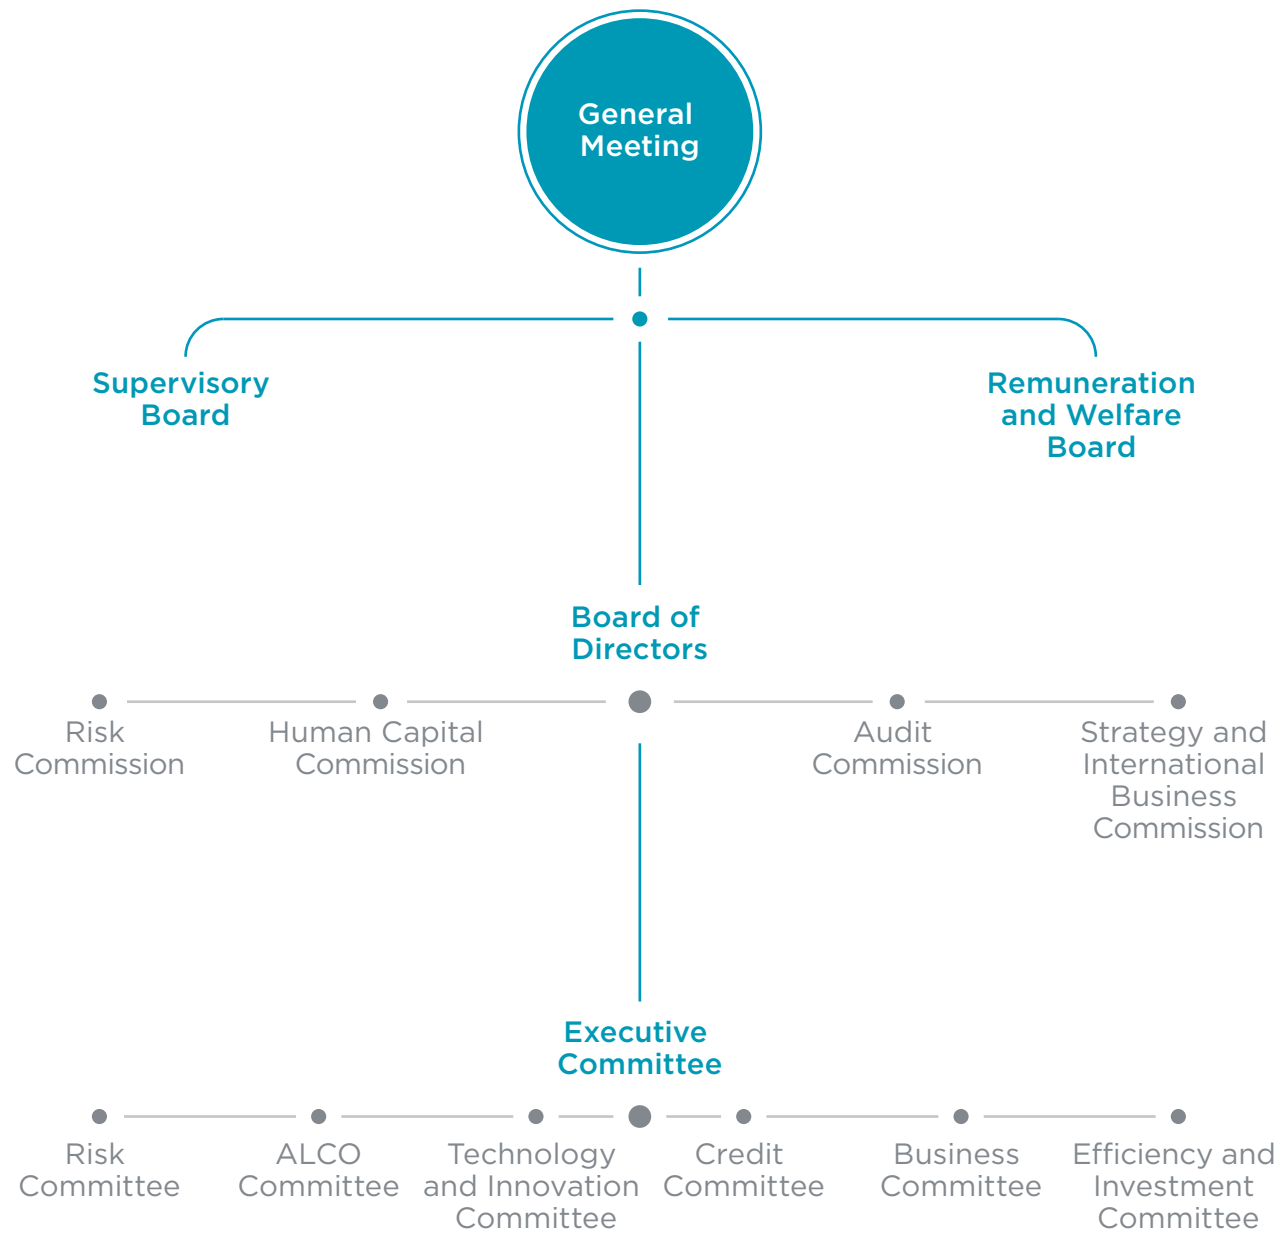 General
Meeting
Supervisory
Board
Remuneration
and Welfare
Board
Board of
Directors
Risk
Commission
Human Capital
Commission
Audit
Commission
Strategy and
International
Business
Commission
Executive
Committee
Risk
Committee
ALCO
Committee
Technology
and Innovation
Committee
Credit
Committee
Business
Committee
Efficiency and
Investment
Committee